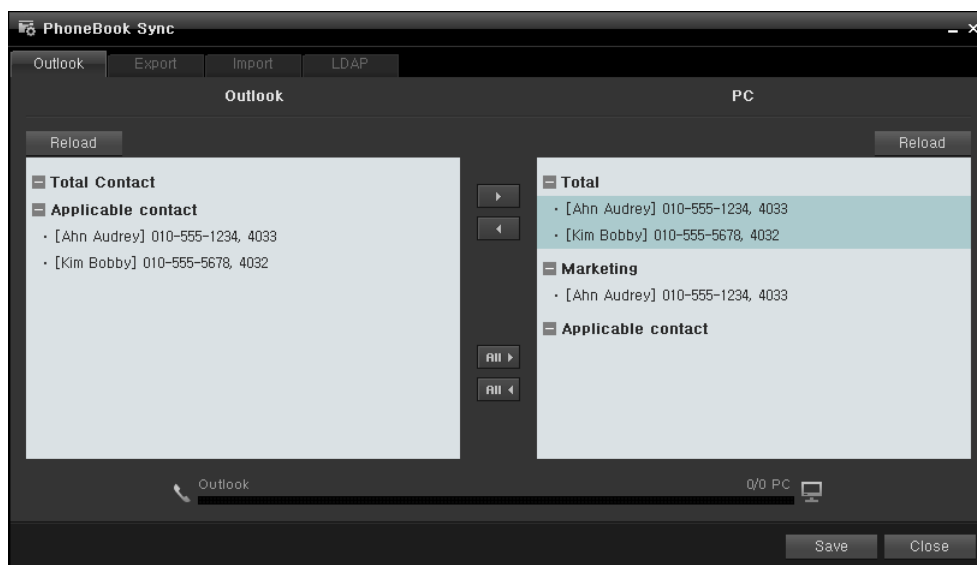 PhoneBook Sync
Outlook Export Import LDAP
Outlook PC
Reload Reload
Total Contact
Applicable contact
· [Ahn Audrey] 010-555-1234, 4033
· [Kim Bobby] 010-555-5678, 4032
Total
· [Ahn Audrey] 010-555-1234, 4033
· [Kim Bobby] 010-555-5678, 4032
Marketing
· [Ahn Audrey] 010-555-1234, 4033
Applicable contact
All
All
Outlook 0/0 PC
Save Close